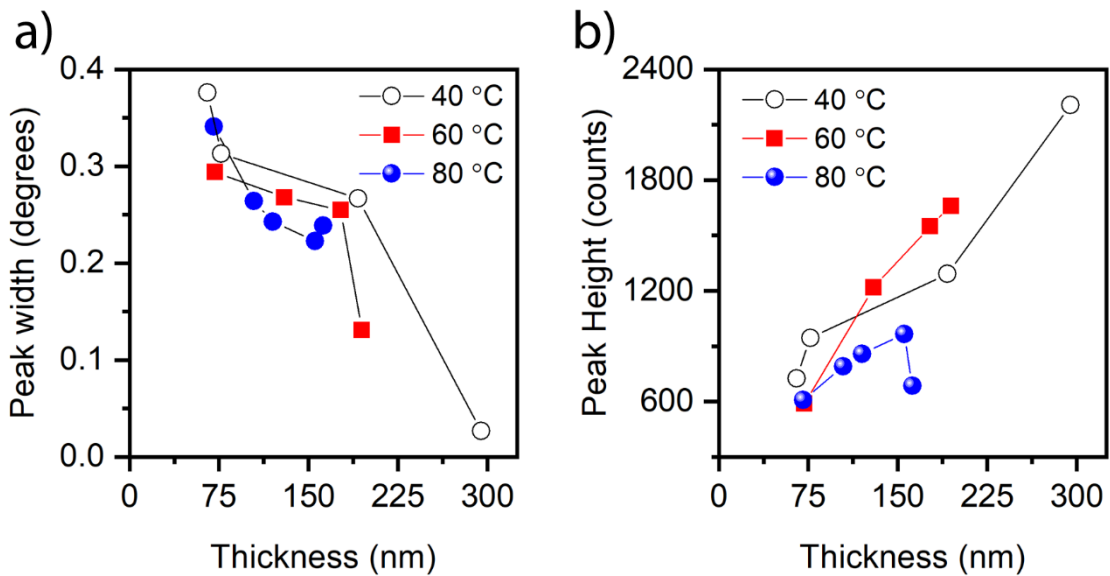 a)
0.4
0.3
0.2
0.1
0.0
Peak width (degrees)
40 °C
60 °C
80 °C
0
75
150
225
300
Thickness (nm)
b)
2400
1800
1200
600
Peak Height (counts)
40 °C
60 °C
80 °C
0
75
150
225
300
Thickness (nm)